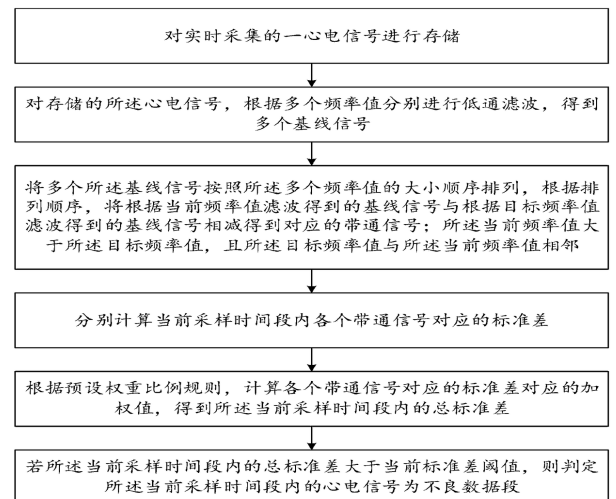 对实时采集的一心电信号进行存储
对存储的所述心电信号，根据多个频率值分别进行低通滤波，得到
多个基线信号
将多个所述基线信号按照所述多个频率值的大小顺序排列，根据排
列顺序，将根据当前频率值滤波得到的基线信号与根据目标频率值
滤波得到的基线信号相减得到对应的带通信号；所述当前频率值大
于所述目标频率值，且所述目标频率值与所述当前频率值相邻
分别计算当前采样时间段内各个带通信号对应的标准差
根据预设权重比例规则，计算各个带通信号对应的标准差对应的加
权值，得到所述当前采样时间段内的总标准差
若所述当前采样时间段内的总标准差大于当前标准差阈值，则判定
所述当前采样时间段内的心电信号为不良数据段